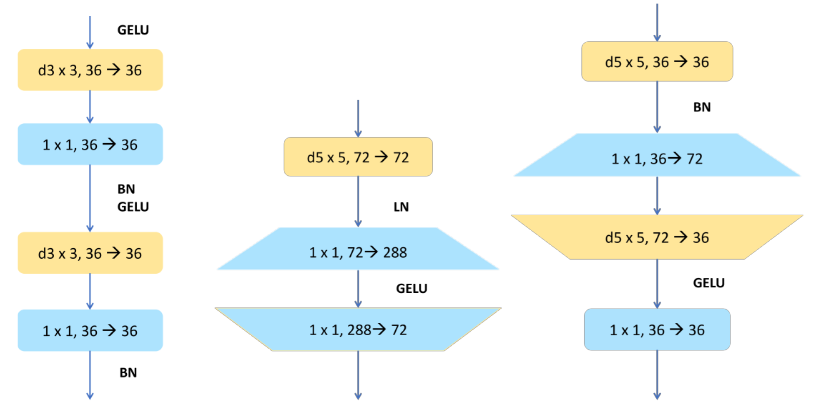 GELU
d3 x 3, 36 → 36
1 x 1, 36 → 36
BN
GELU
d3 x 3, 36 → 36
1 x 1, 36 → 36
BN
d5 x 5, 72 → 72
LN
1 x 1, 72→ 288
GELU
1 x 1, 288→ 72
d5 x 5, 36 → 36
BN
1 x 1, 36→ 72
d5 x 5, 72 → 36
GELU
1 x 1, 36 → 36